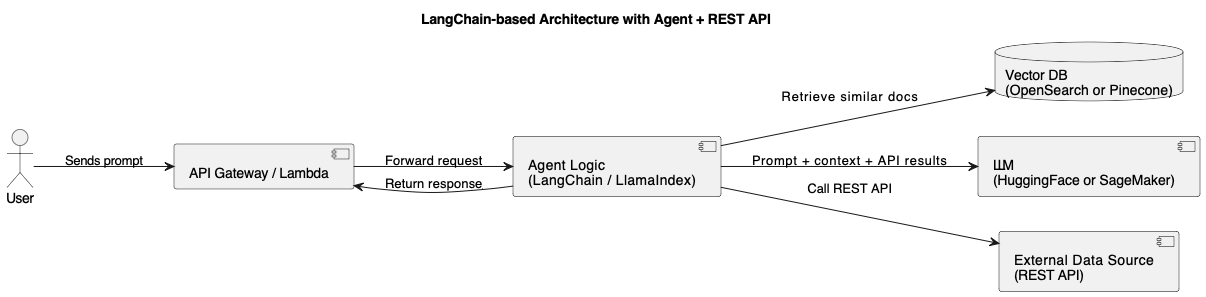 LangChain-based Architecture with Agent + REST API
Vector DB
(OpenSearch or Pinecone)
Retrieve similar docs
Sends prompt
User
API Gateway / Lambda
Forward request
Return response
Agent Logic
(LangChain / LlamaIndex)
Prompt + context + API results
LLM
(HuggingFace or SageMaker)
Call REST API
External Data Source
(REST API)